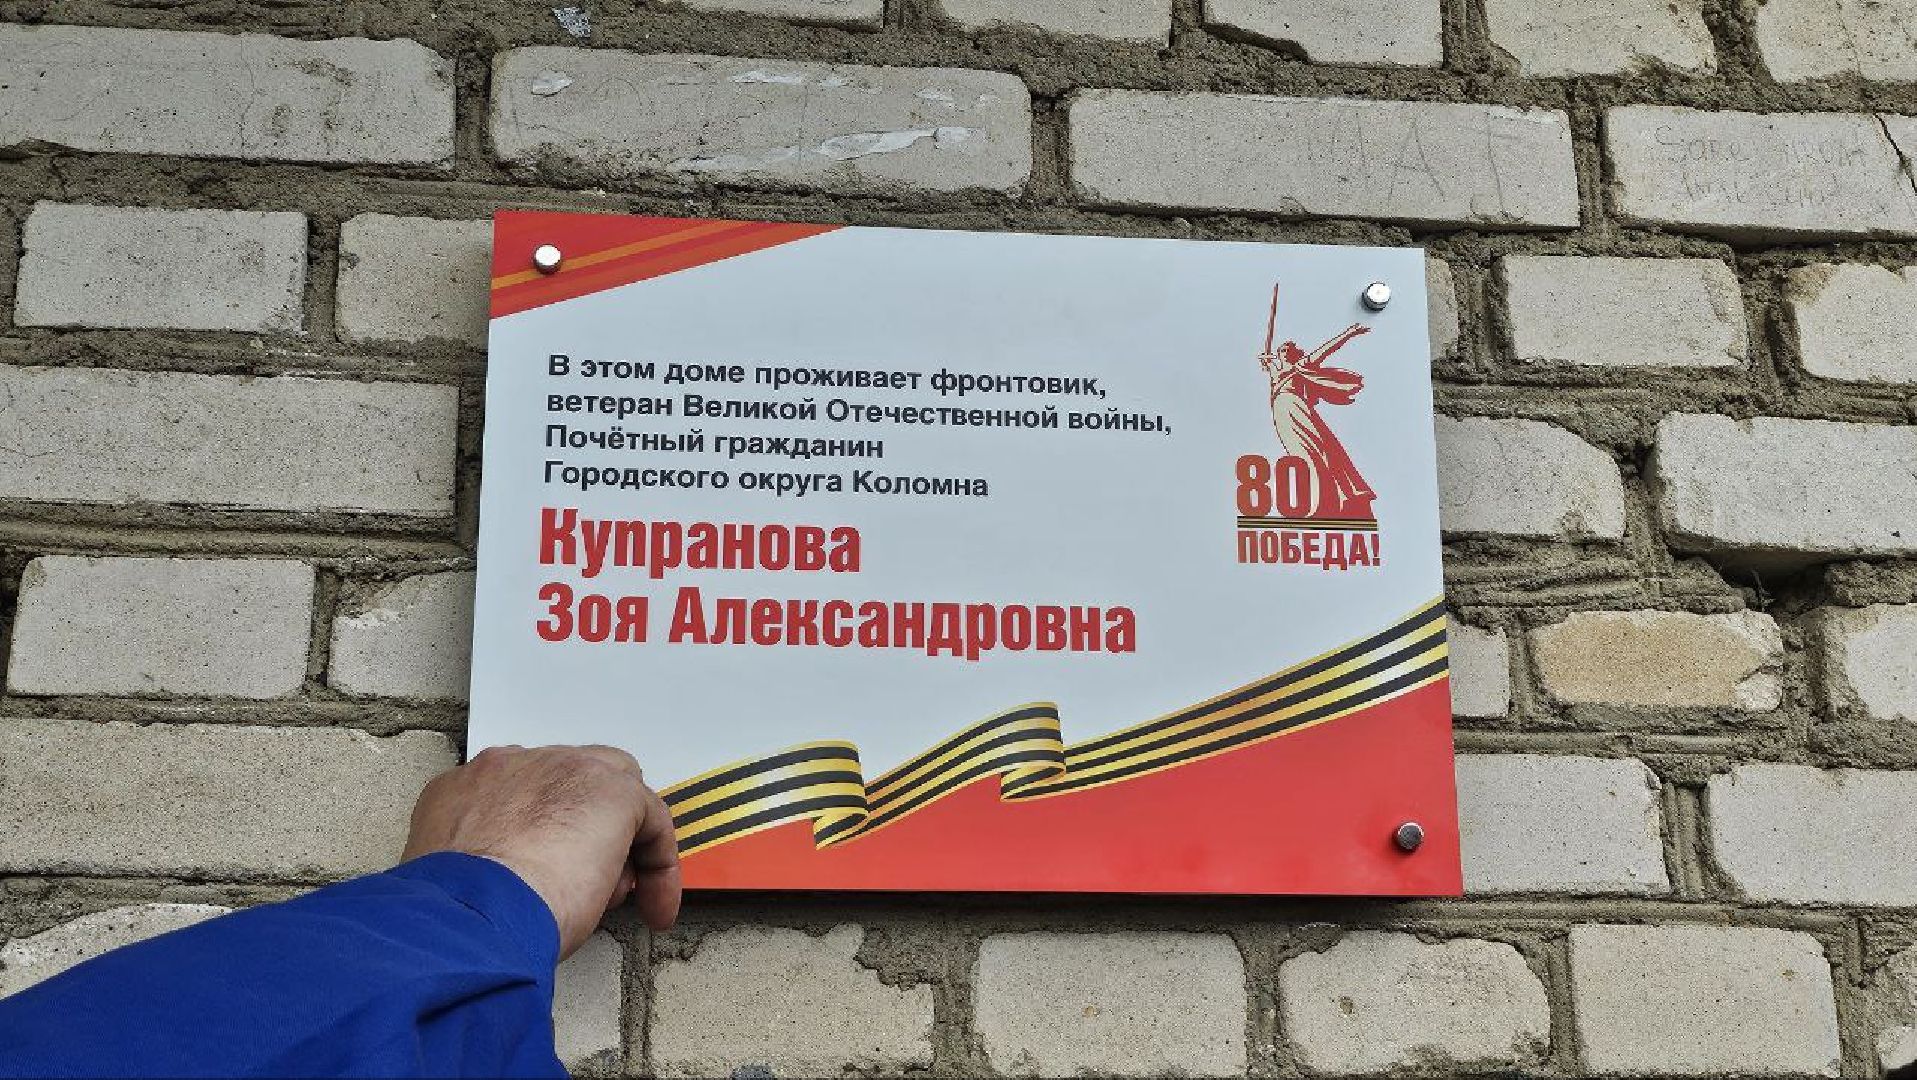 В этом доме проживает фронтовик,
ветеран Великой Отечественной войны,
Почётный гражданин
Городского округа Коломна
Купранова
Зоя Александровна
80
ПОБЕДА!